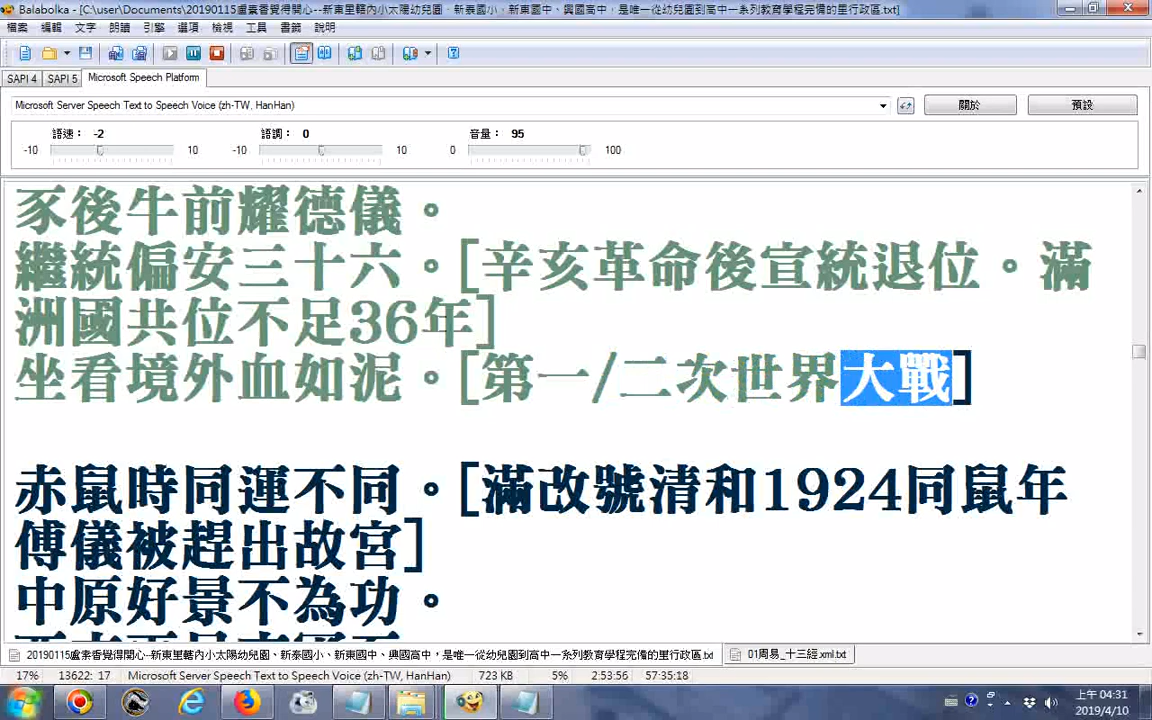 Balabolka - [C:\user\Documents\20190115盧素香覺得開心--新東里轄內小太陽幼兒園、新泰國小、新東國中、興國高中，是唯一從幼兒園到高中一系列教育學程完備的里行政區.txt]
檔案 編輯 文字 朗讀 引擎 選項 檢視 工具 書籤 說明
SAPI 4 SAPI 5 Microsoft Speech Platform
Microsoft Server Speech Text to Speech Voice (zh-TW, HanHan) 關於 預設
語速： -2 語調： 0 音量： 95
-10 10 -10 10 0 100
豕後牛前耀德儀。
繼統偏安三十六。[辛亥革命後宣統退位。滿
洲國共位不足36年]
坐看境外血如泥。[第一/二次世界大戰]
赤鼠時同運不同。[滿改號清和1924同鼠年
傅儀被趕出故宮]
中原好景不為功。
20190115盧素香覺得開心--新東里轄內小太陽幼兒園、新泰國小、新東國中、興國高中，是唯一從幼兒園到高中一系列教育學程完備的里行政區.txt 01周易_十三經.xml.txt
17% 13622: 17 Microsoft Server Speech Text to Speech Voice (zh-TW, HanHan) 723 KB 5% 2:53:56 57:35:18
上午 04:31
2019/4/10